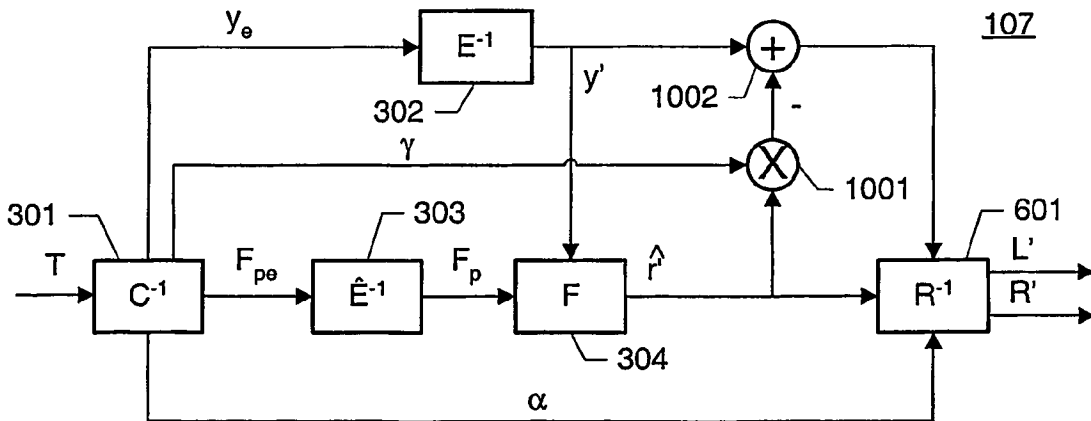 y_e
E⁻¹
302
y'
+
1002
107
-
γ
X
1001
301
303
601
T
C⁻¹
F_pe
Ê⁻¹
F_p
F
304
r̂'
R⁻¹
L'
R'
α